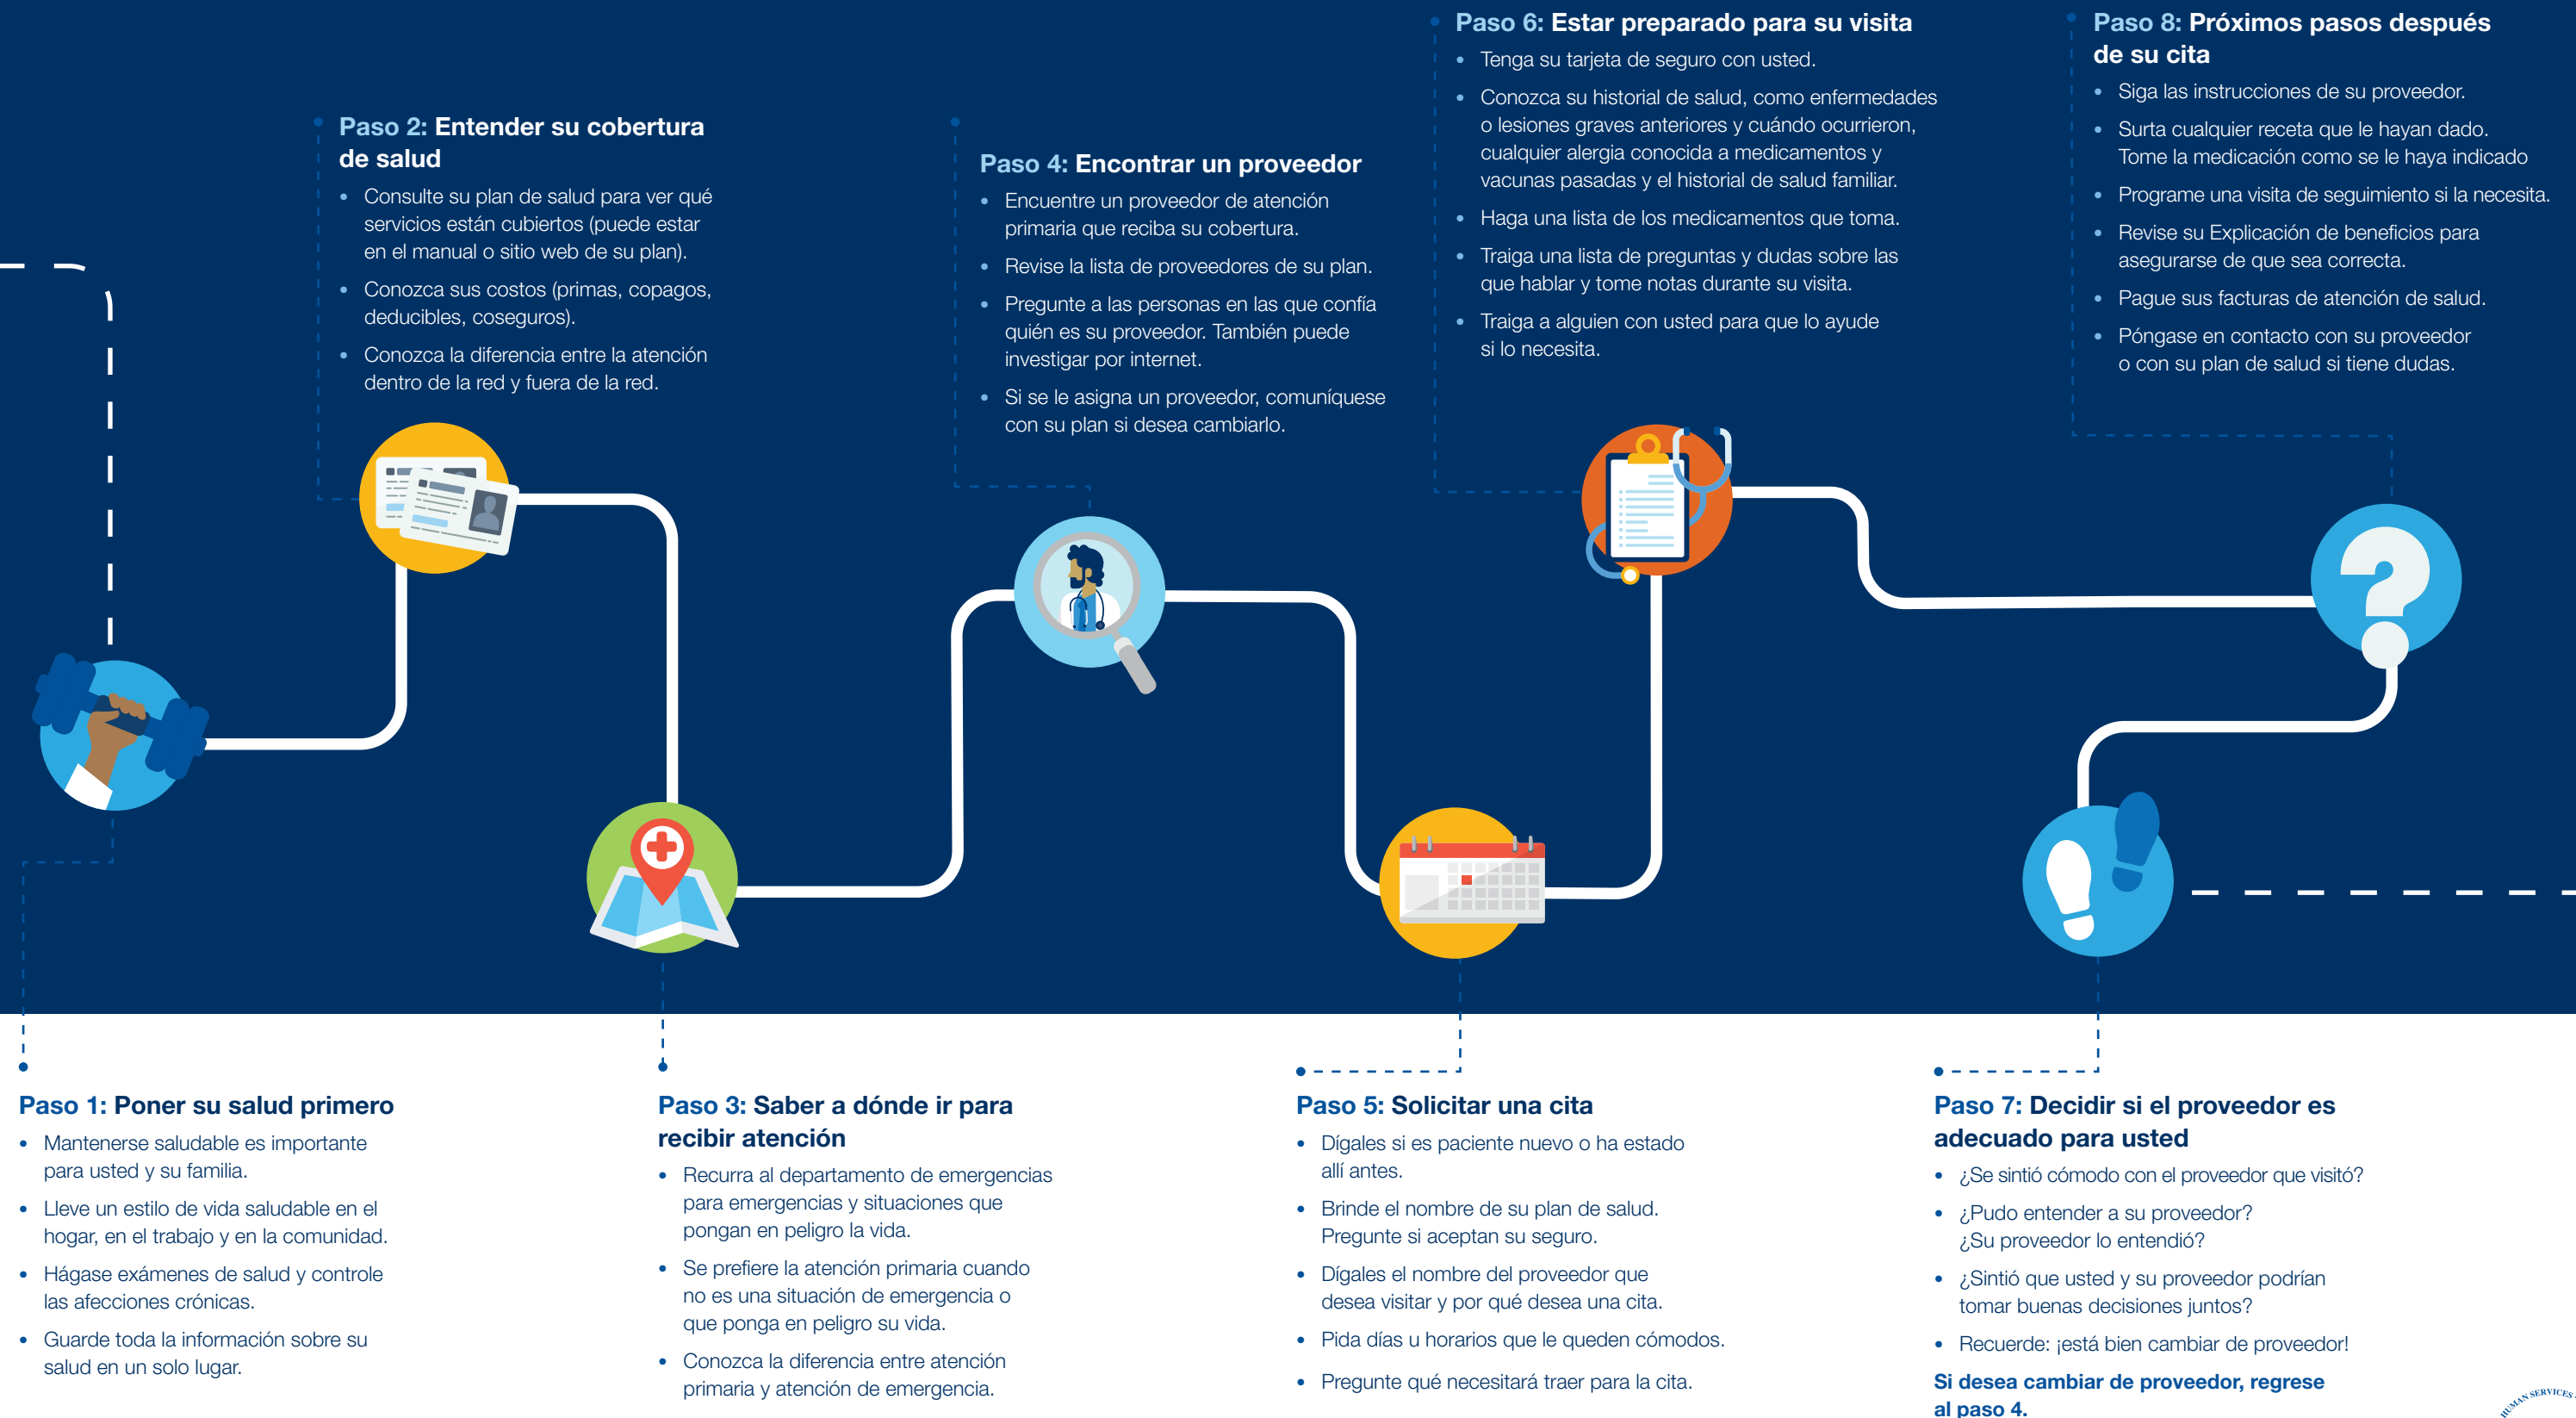 Paso 1: Poner su salud primero
• Mantenerse saludable es importante
para usted y su familia.
• Lleve un estilo de vida saludable en el
hogar, en el trabajo y en la comunidad.
• Hágase exámenes de salud y controle
las afecciones crónicas.
• Guarde toda la información sobre su
salud en un solo lugar.
Paso 2: Entender su cobertura
de salud
• Consulte su plan de salud para ver qué
servicios están cubiertos (puede estar
en el manual o sitio web de su plan).
• Conozca sus costos (primas, copagos,
deducibles, coseguros).
• Conozca la diferencia entre la atención
dentro de la red y fuera de la red.
Paso 3: Saber a dónde ir para
recibir atención
• Recurra al departamento de emergencias
para emergencias y situaciones que
pongan en peligro la vida.
• Se prefiere la atención primaria cuando
no es una situación de emergencia o
que ponga en peligro su vida.
• Conozca la diferencia entre atención
primaria y atención de emergencia.
Paso 4: Encontrar un proveedor
• Encuentre un proveedor de atención
primaria que reciba su cobertura.
• Revise la lista de proveedores de su plan.
• Pregunte a las personas en las que confía
quién es su proveedor. También puede
investigar por internet.
• Si se le asigna un proveedor, comuníquese
con su plan si desea cambiarlo.
Paso 5: Solicitar una cita
• Dígales si es paciente nuevo o ha estado
allí antes.
• Brinde el nombre de su plan de salud.
Pregunte si aceptan su seguro.
• Dígales el nombre del proveedor que
desea visitar y por qué desea una cita.
• Pida días u horarios que le queden cómodos.
• Pregunte qué necesitará traer para la cita.
Paso 6: Estar preparado para su visita
• Tenga su tarjeta de seguro con usted.
• Conozca su historial de salud, como enfermedades
o lesiones graves anteriores y cuándo ocurrieron,
cualquier alergia conocida a medicamentos y
vacunas pasadas y el historial de salud familiar.
• Haga una lista de los medicamentos que toma.
• Traiga una lista de preguntas y dudas sobre las
que hablar y tome notas durante su visita.
• Traiga a alguien con usted para que lo ayude
si lo necesita.
Paso 7: Decidir si el proveedor es
adecuado para usted
• ¿Se sintió cómodo con el proveedor que visitó?
• ¿Pudo entender a su proveedor?
¿Su proveedor lo entendió?
• ¿Sintió que usted y su proveedor podrían
tomar buenas decisiones juntos?
• Recuerde: ¡está bien cambiar de proveedor!
Si desea cambiar de proveedor, regrese
al paso 4.
Paso 8: Próximos pasos después
de su cita
• Siga las instrucciones de su proveedor.
• Surta cualquier receta que le hayan dado.
Tome la medicación como se le haya indicado
• Programe una visita de seguimiento si la necesita.
• Revise su Explicación de beneficios para
asegurarse de que sea correcta.
• Pague sus facturas de atención de salud.
• Póngase en contacto con su proveedor
o con su plan de salud si tiene dudas.
HUMAN SERVICES